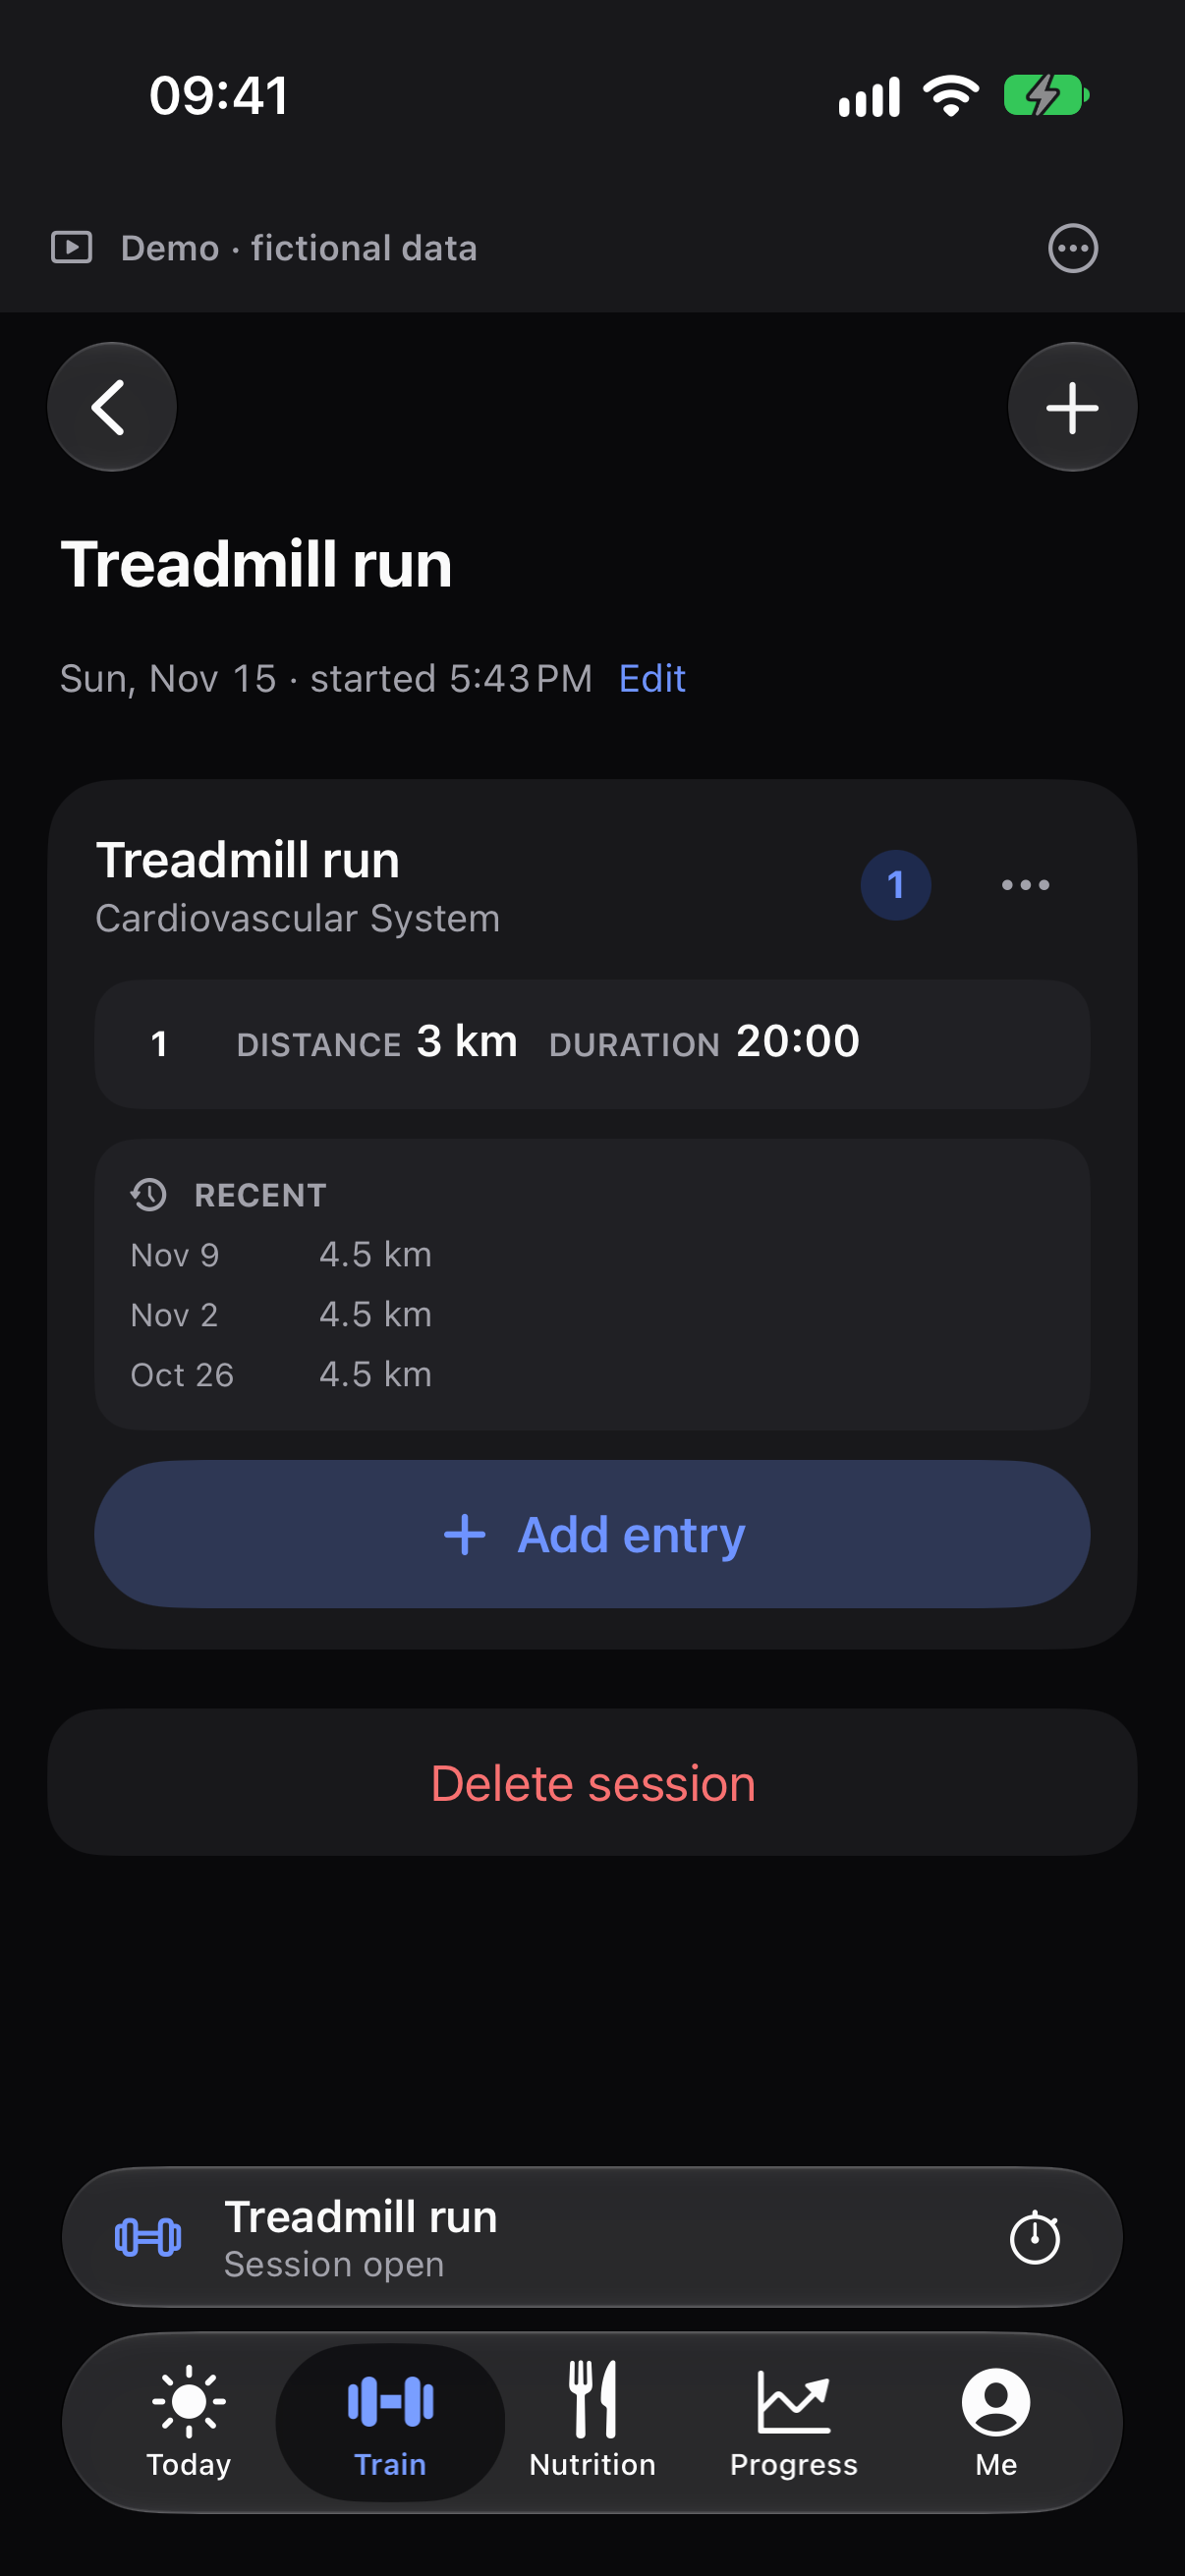 09:41
Demo · fictional data
Treadmill run
Sun, Nov 15 · started 5:43 PM Edit
Treadmill run
Cardiovascular System
1
1 DISTANCE 3 km DURATION 20:00
RECENT
Nov 9 4.5 km
Nov 2 4.5 km
Oct 26 4.5 km
+ Add entry
Delete session
Treadmill run
Session open
Today Train Nutrition Progress Me